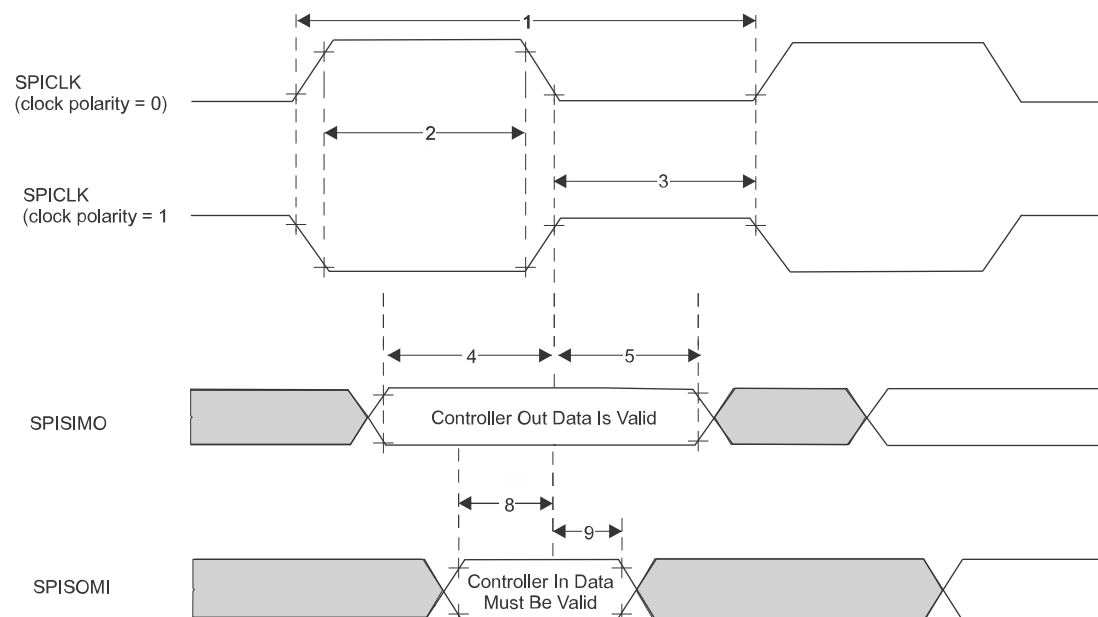 1
SPICLK
(clock polarity = 0)
2
3
SPICLK
(clock polarity = 1
4
5
Controller Out Data Is Valid
SPISIMO
8
9
SPISOMI
Controller In Data
Must Be Valid